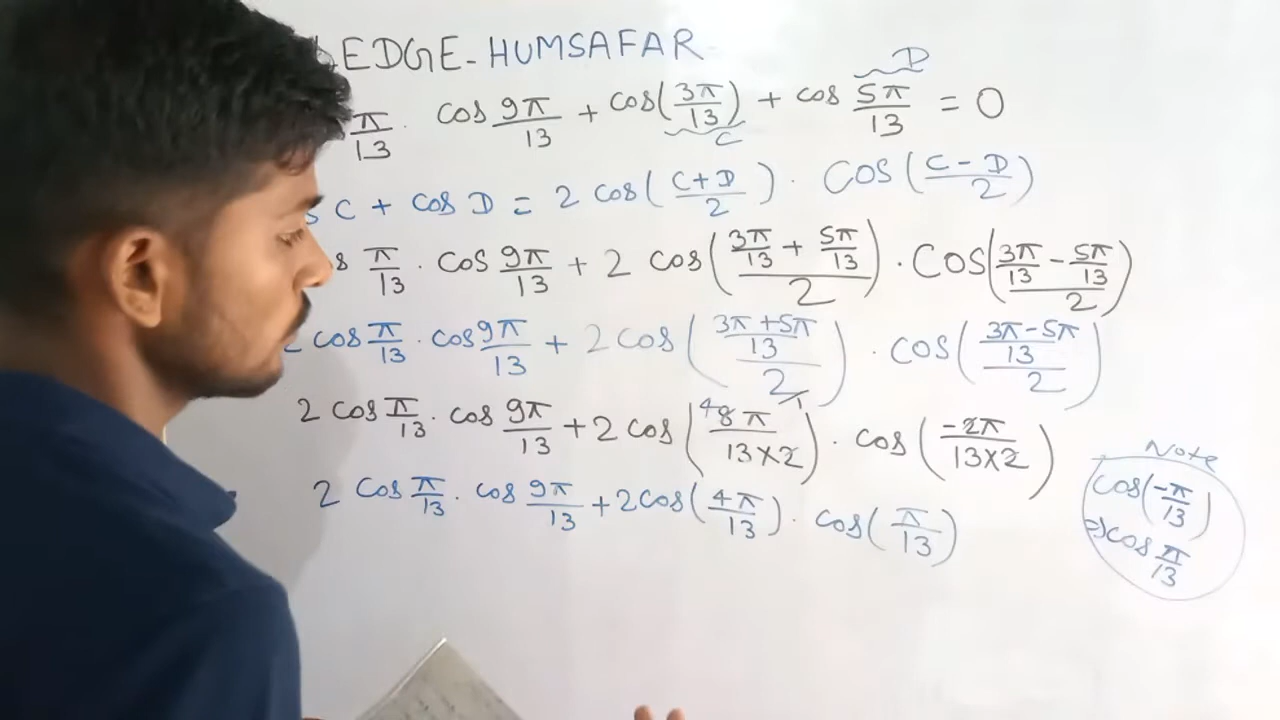 EDGE-HUMSAFAR
π/13 . cos 9π/13 + cos(3π/13) + cos 5π/13 = 0
D
C
s C + cos D = 2 cos(C+D/2) . cos(C-D/2)
s π/13 . cos 9π/13 + 2 cos((3π/13 + 5π/13)/2) . cos((3π/13 - 5π/13)/2)
2 cos π/13 . cos 9π/13 + 2 cos((3π+5π/13)/2) . cos((3π-5π/13)/2)
2 cos π/13 . cos 9π/13 + 2 cos(4 8π/13×2 1) . cos(-2π/13×2)
2 cos π/13 . cos 9π/13 + 2 cos(4π/13) . cos(π/13)
Note
cos(-π/13)
⇒ cos π/13